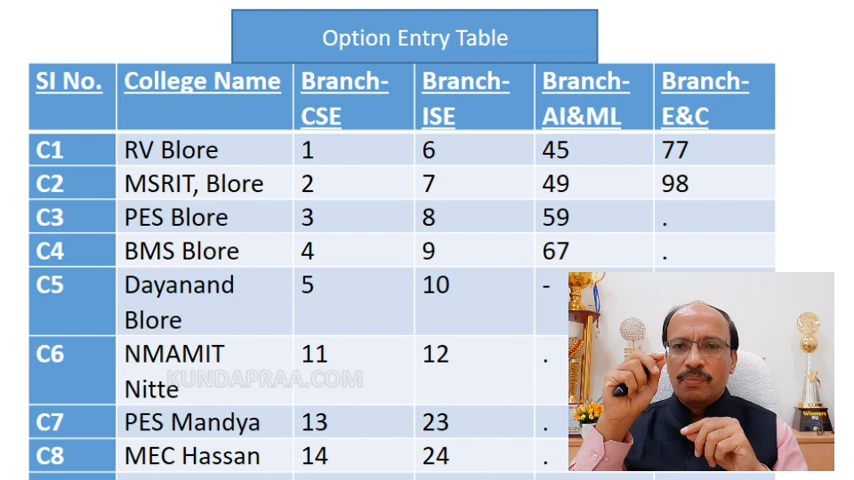 Option Entry Table
SI No. College Name Branch- Branch- Branch- Branch-
CSE ISE AI&ML E&C
C1 RV Blore 1 6 45 77
C2 MSRIT, Blore 2 7 49 98
C3 PES Blore 3 8 59 .
C4 BMS Blore 4 9 67 .
C5 Dayanand 5 10 -
Blore
C6 NMAMIT 11 12 .
Nitte
KUNDAPRAA.COM
C7 PES Mandya 13 23 .
C8 MEC Hassan 14 24 .
Winners